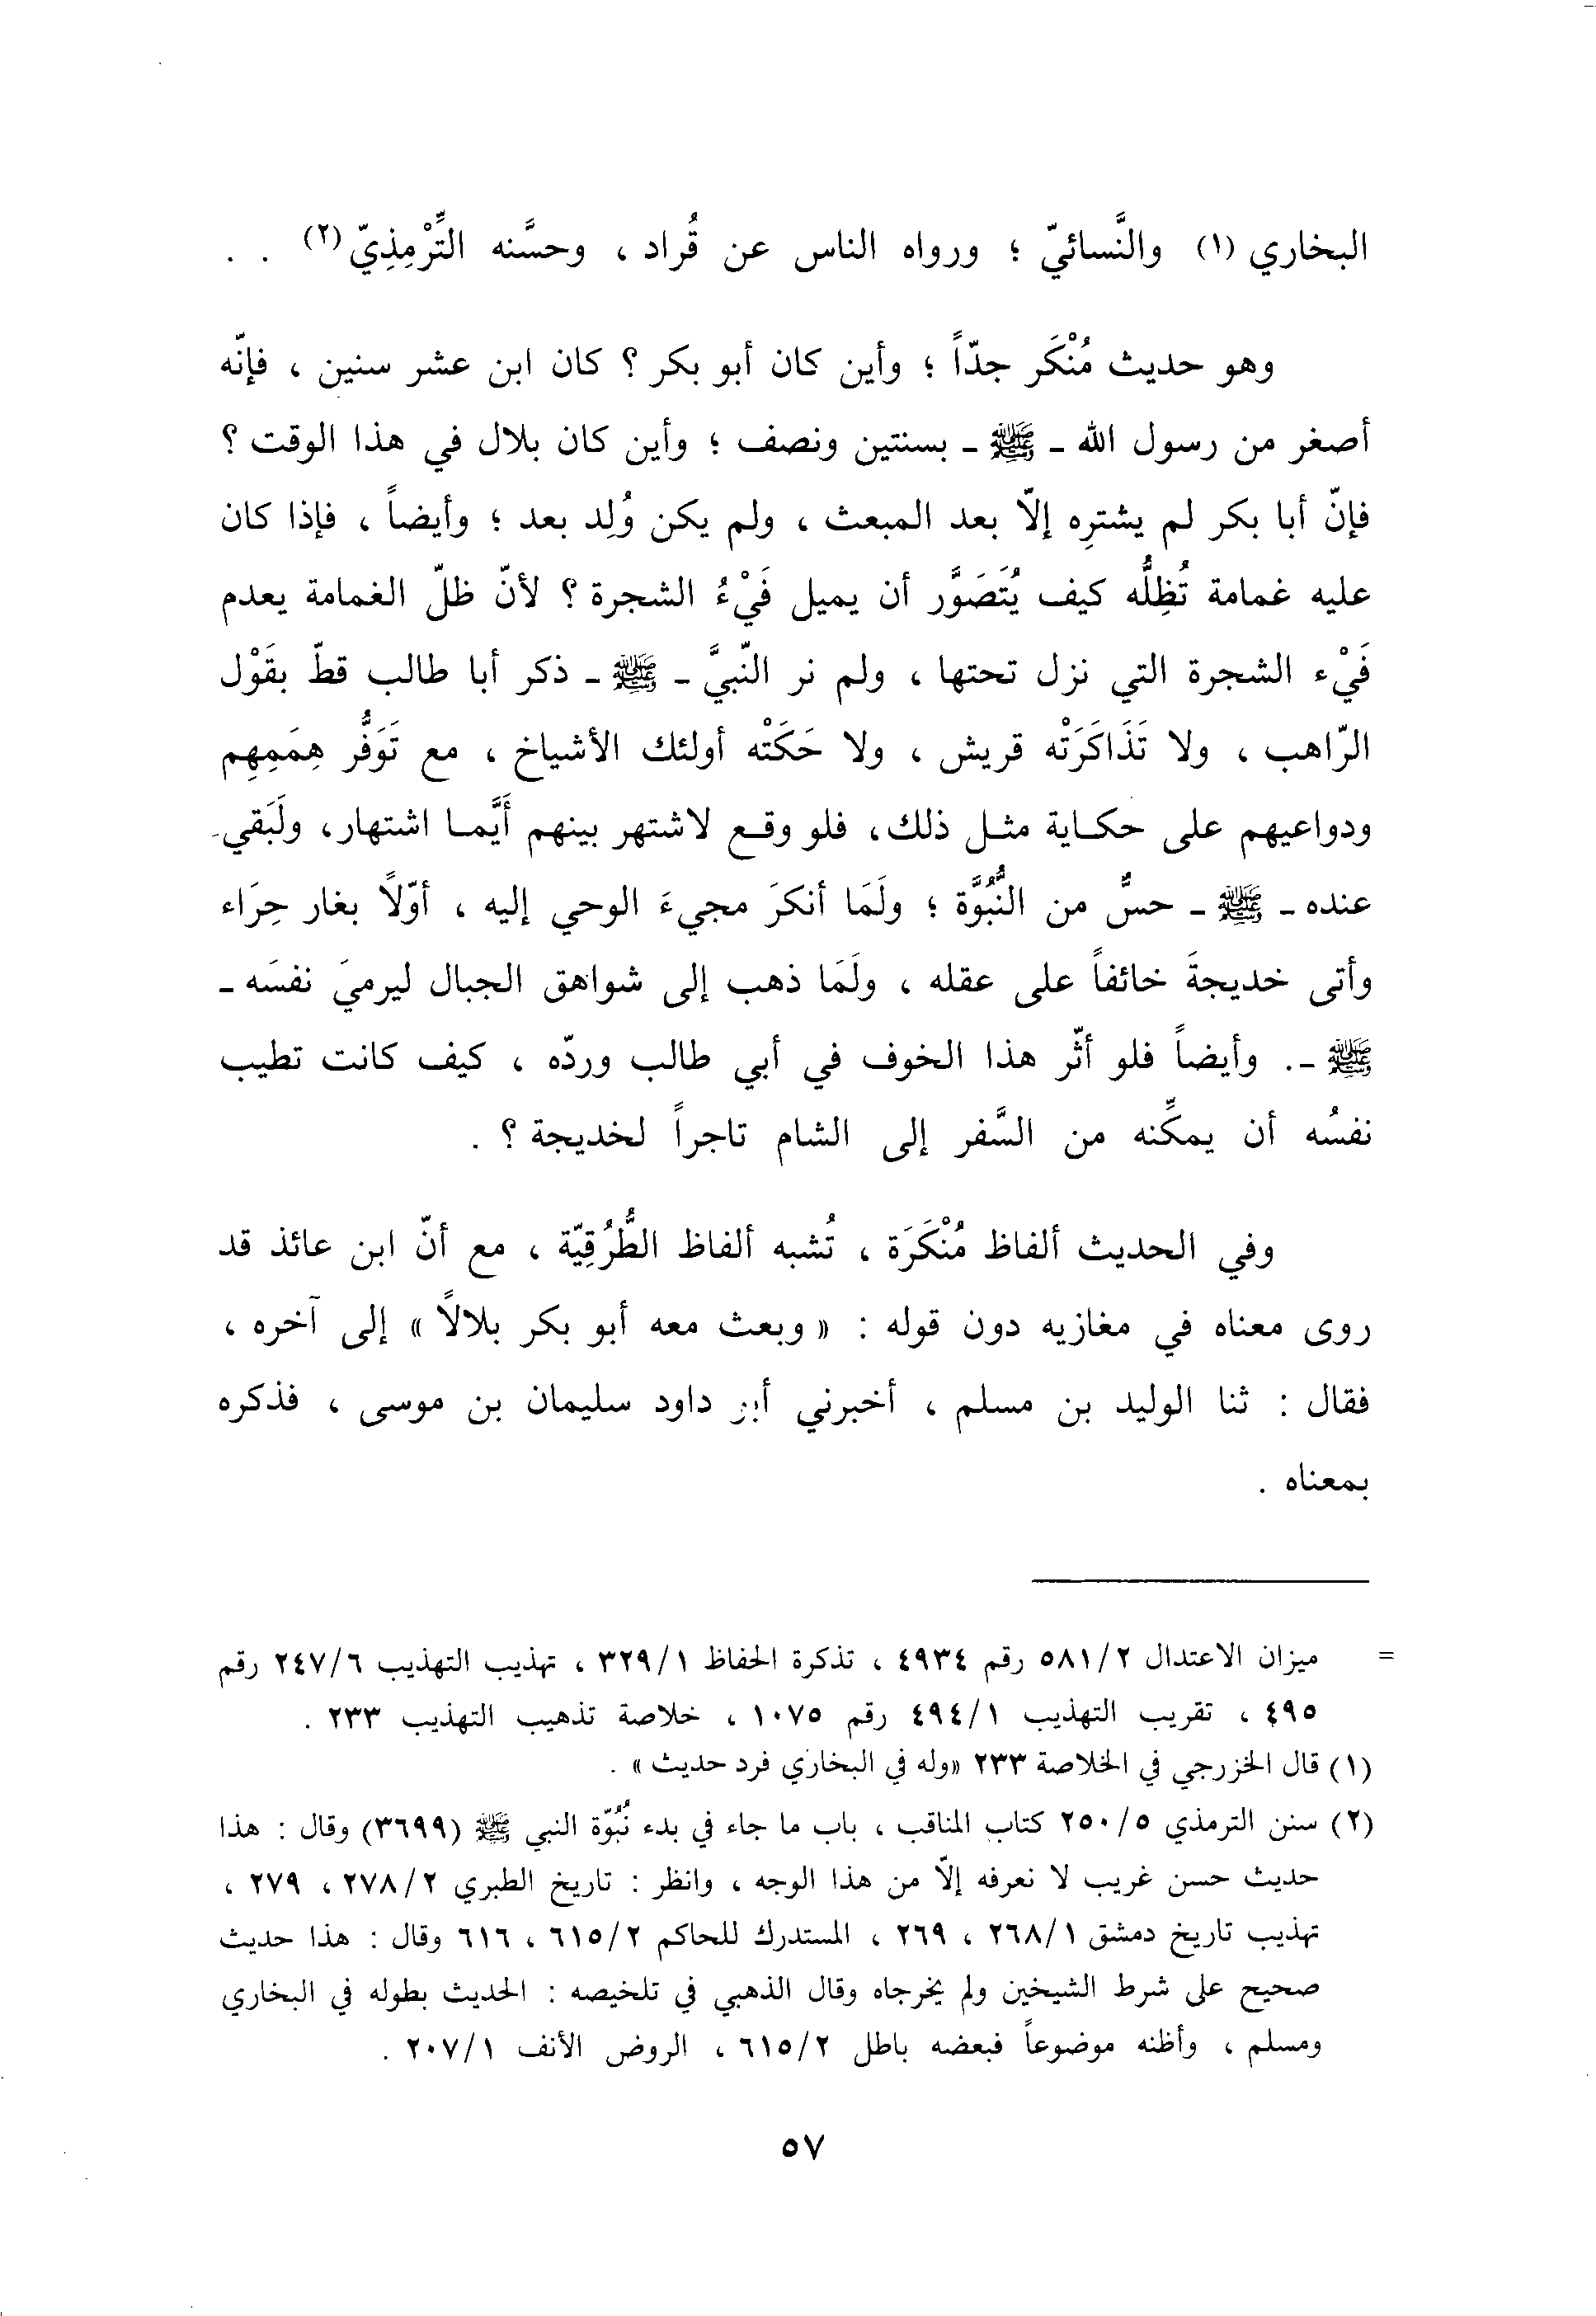 البخاري (١) والنَّسائيّ ؛ ورواه الناس عن قُراد ، وحسَّنه التِّرْمِذِيّ (٢) . .
وهو حديث مُنْكَر جدّاً ؛ وأين كان أبو بكر ؟ كان ابن عشر سنين ، فإنّه
أصغر من رسول الله ـ ﷺ ـ بسنتين ونصف ؛ وأين كان بلال في هذا الوقت ؟
فإنّ أبا بكر لم يشترِه إلاّ بعد المبعث ، ولم يكن وُلِد بعد ؛ وأيضاً ، فإذا كان
عليه غمامة تُظِلُّه كيف يُتَصَوَّر أن يميل فَيْءُ الشجرة ؟ لأنّ ظلّ الغمامة يعدم
فَيْء الشجرة التي نزل تحتها ، ولم نر النّبيَّ ـ ﷺ ـ ذكر أبا طالب قطّ بقَوْل
الرّاهب ، ولا تَذَاكَرَتْه قريش ، ولا حَكَتْه أولئك الأشياخ ، مع تَوَفُّر هِمَمِهِم
ودواعيهم على حكـايـة مثـل ذلك، فلو وقـع لاشتهر بينهم أَيَّمـا اشتهار، ولَبَقي
عنده ـ ﷺ ـ حسٌّ من النُّبُوَّة ؛ ولَمَا أنكرَ مجيءَ الوحي إليه ، أوّلاً بغار حِرَاء
وأتى خديجةَ خائفاً على عقله ، ولَمَا ذهب إلى شواهق الجبال ليرميَ نفسَه ـ
ﷺ ـ. وأيضاً فلو أثّر هذا الخوف في أبي طالب وردّه ، كيف كانت تطيب
نفسُه أن يمكِّنه من السَّفر إلى الشام تاجراً لخديجة ؟ .
وفي الحديث ألفاظ مُنْكَرَة ، تُشبه ألفاظ الطُّرُقِيّة ، مع أنّ ابن عائذ قد
روى معناه في مغازيه دون قوله : « وبعث معه أبو بكر بلالاً » إلى آخره ،
فقال : ثنا الوليد بن مسلم ، أخبرني أبو داود سليمان بن موسى ، فذكره
بمعناه .
= ميزان الاعتدال ٥٨١/٢ رقم ٤٩٣٤ ، تذكرة الحفاظ ٣٢٩/١ ، تهذيب التهذيب ٢٤٧/٦ رقم
٤٩٥ ، تقريب التهذيب ٤٩٤/١ رقم ١٠٧٥ ، خلاصة تذهيب التهذيب ٢٣٣ .
(١) قال الخزرجي في الخلاصة ٢٣٣ «وله في البخاري فرد حديث» .
(٢) سنن الترمذي ٢٥٠/٥ كتاب المناقب ، باب ما جاء في بدء نُبُوّة النبي ﷺ (٣٦٩٩) وقال : هذا
حديث حسن غريب لا نعرفه إلاّ من هذا الوجه ، وانظر : تاريخ الطبري ٢٧٨/٢ ، ٢٧٩ ،
تهذيب تاريخ دمشق ٢٦٨/١ ، ٢٦٩ ، المستدرك للحاكم ٦١٥/٢ ، ٦١٦ وقال : هذا حديث
صحيح على شرط الشيخين ولم يخرجاه وقال الذهبي في تلخيصه : الحديث بطوله في البخاري
ومسلم ، وأظنه موضوعاً فبعضه باطل ٦١٥/٢ ، الروض الأنف ٢٠٧/١ .
٥٧